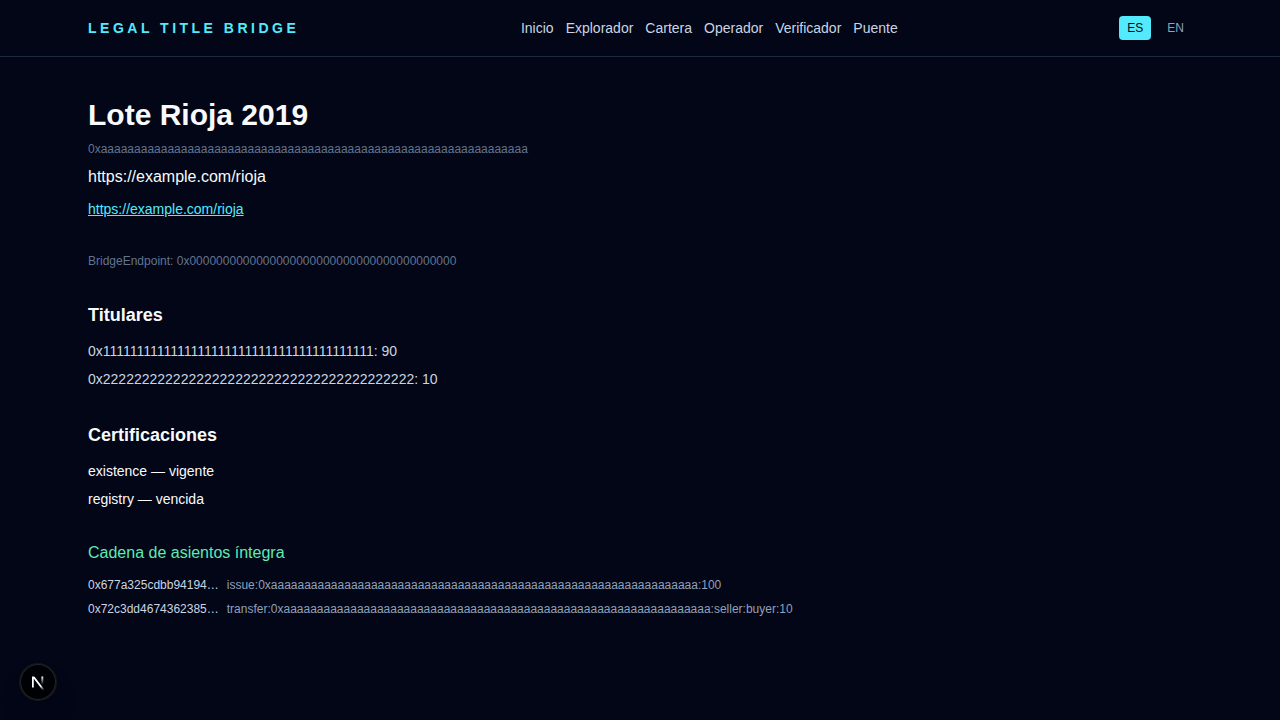 LEGAL TITLE BRIDGE
Inicio Explorador Cartera Operador Verificador Puente
ES EN
Lote Rioja 2019
0xaaaaaaaaaaaaaaaaaaaaaaaaaaaaaaaaaaaaaaaaaaaaaaaaaaaaaaaaaaaaaaaa
https://example.com/rioja
https://example.com/rioja
BridgeEndpoint: 0x0000000000000000000000000000000000000000
Titulares
0x1111111111111111111111111111111111111111: 90
0x2222222222222222222222222222222222222222: 10
Certificaciones
existence — vigente
registry — vencida
Cadena de asientos íntegra
0x677a325cdbb94194… issue:0xaaaaaaaaaaaaaaaaaaaaaaaaaaaaaaaaaaaaaaaaaaaaaaaaaaaaaaaaaaaaaaaa:100
0x72c3dd4674362385… transfer:0xaaaaaaaaaaaaaaaaaaaaaaaaaaaaaaaaaaaaaaaaaaaaaaaaaaaaaaaaaaaaaaaa:seller:buyer:10